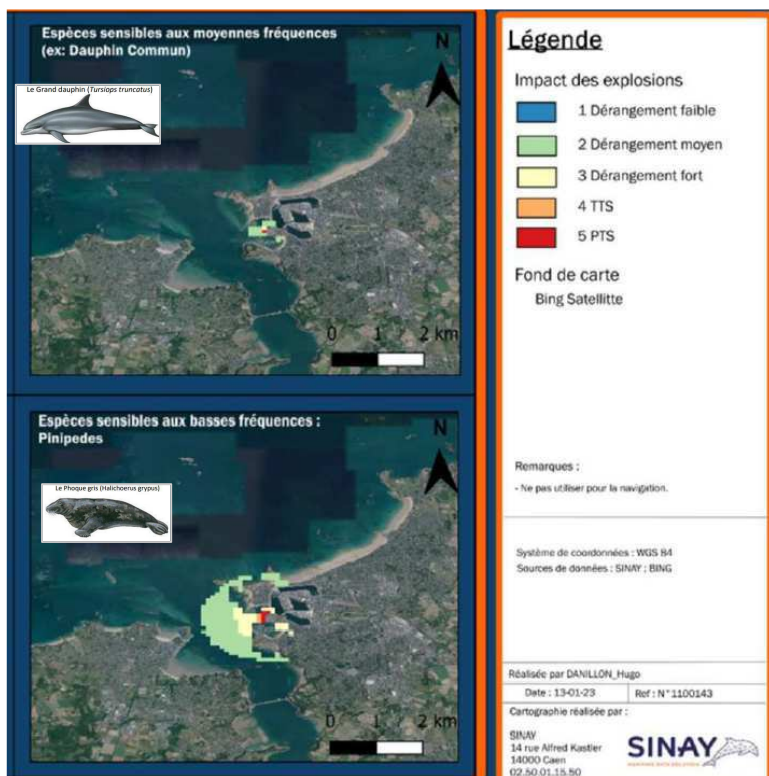 Espèces sensibles aux moyennes fréquences
(ex: Dauphin Commun)
N
Le Grand dauphin (Tursiops truncatus)
0 1 2 km
Espèces sensibles aux basses fréquences :
Pinipedes
N
Le Phoque gris (Halichoerus grypus)
0 1 2 km
Légende
Impact des explosions
1 Dérangement faible
2 Dérangement moyen
3 Dérangement fort
4 TTS
5 PTS
Fond de carte
Bing Satellitte
Remarques :
- Ne pas utiliser pour la navigation.
Système de coordonnées : WGS 84
Sources de données : SINAY ; BING
Réalisée par DANILLON_Hugo
Date : 13-01-23
Ref : N°1100143
Cartographie réalisée par :
SINAY
14 rue Alfred Kastler
14000 Caen
02.50.01.15.50
SINAY
MARITIME DATA SOLUTION